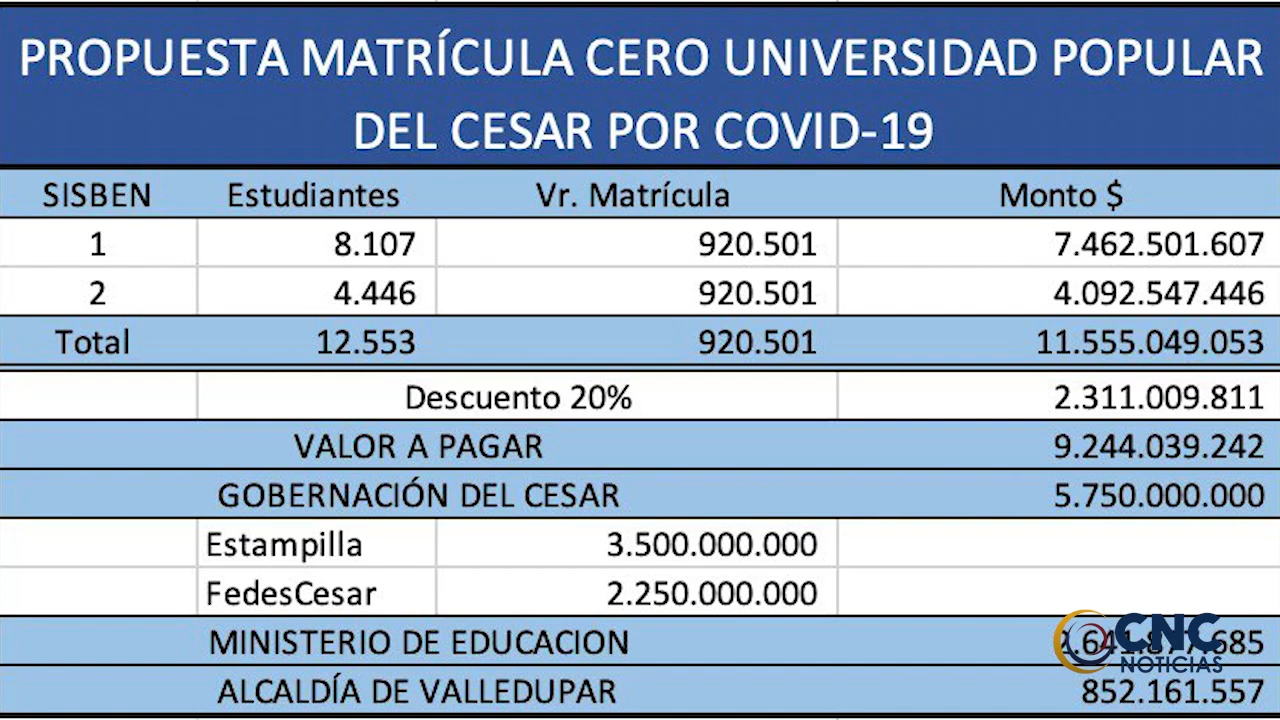 PROPUESTA MATRÍCULA CERO UNIVERSIDAD POPULAR
DEL CESAR POR COVID-19
SISBEN Estudiantes Vr. Matrícula Monto $
1 8.107 920.501 7.462.501.607
2 4.446 920.501 4.092.547.446
Total 12.553 920.501 11.555.049.053
Descuento 20% 2.311.009.811
VALOR A PAGAR 9.244.039.242
GOBERNACIÓN DEL CESAR 5.750.000.000
Estampilla 3.500.000.000
FedesCesar 2.250.000.000
MINISTERIO DE EDUCACION
CNC
NOTICIAS
ALCALDÍA DE VALLEDUPAR 852.161.557